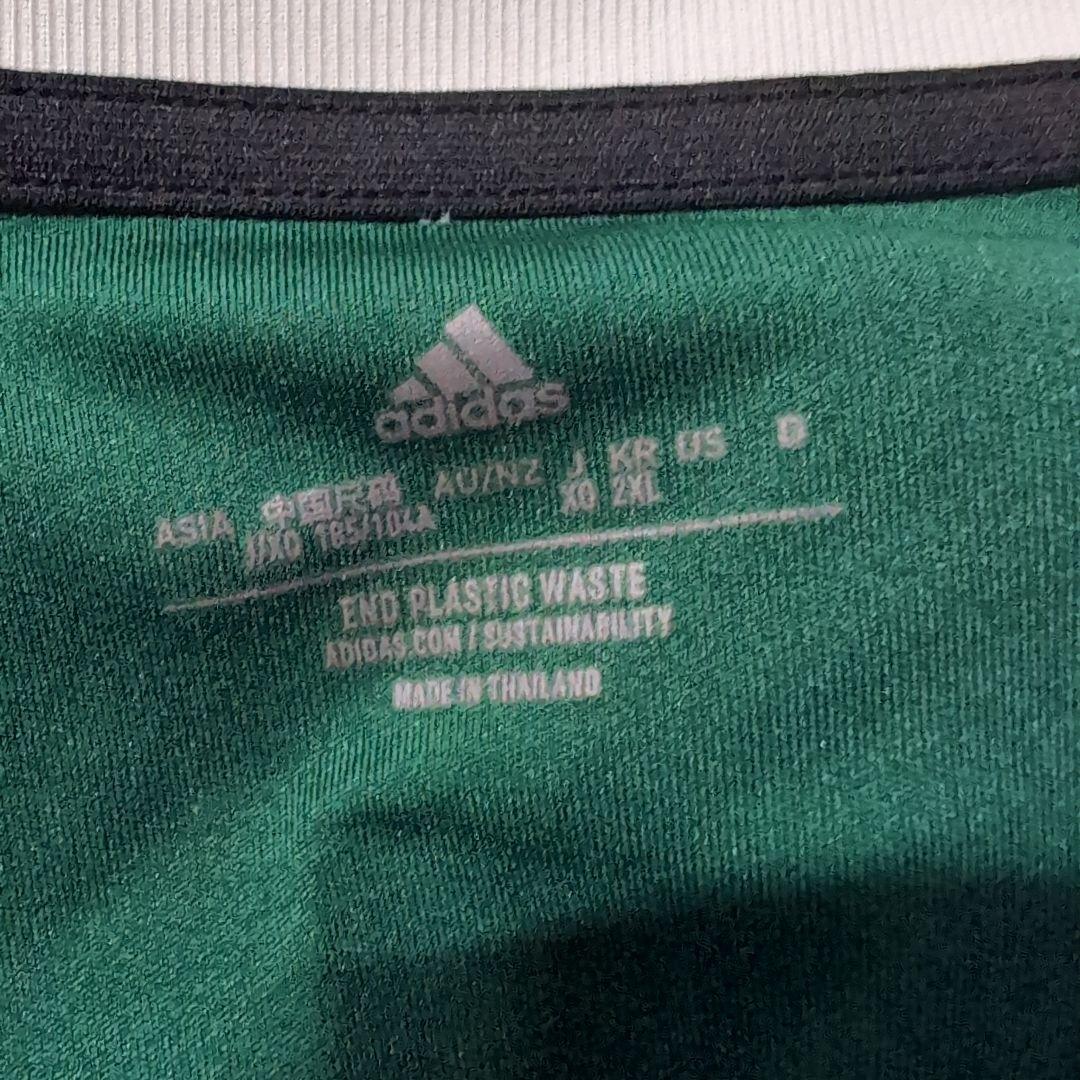 adidas
ASIA 中国尺码 AU/NZ J KR US
J/XO 185/104A XO 2XL
END PLASTIC WASTE
ADIDAS.COM / SUSTAINABILITY
MADE IN THAILAND